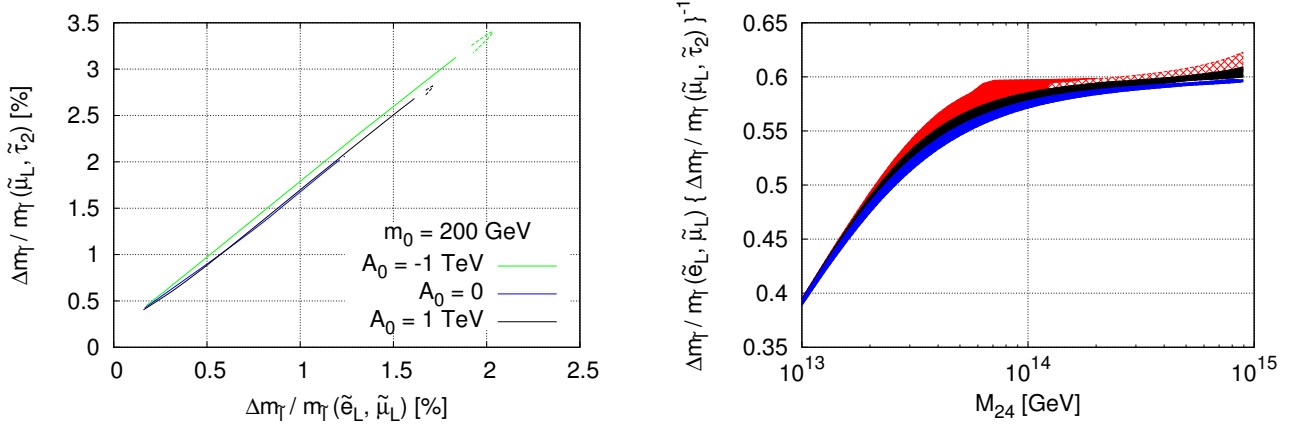 Δm_l̃ / m_l̃ (μ̃_L, τ̃_2) [%]
3.5
3
2.5
2
1.5
1
0.5
0
m_0 = 200 GeV
A_0 = -1 TeV
A_0 = 0
A_0 = 1 TeV
0 0.5 1 1.5 2 2.5
Δm_l̃ / m_l̃ (ẽ_L, μ̃_L) [%]
Δm_l̃ / m_l̃ (ẽ_L, μ̃_L) { Δm_l̃ / m_l̃ (μ̃_L, τ̃_2) }^-1
0.65
0.6
0.55
0.5
0.45
0.4
0.35
10^13 10^14 10^15
M_24 [GeV]